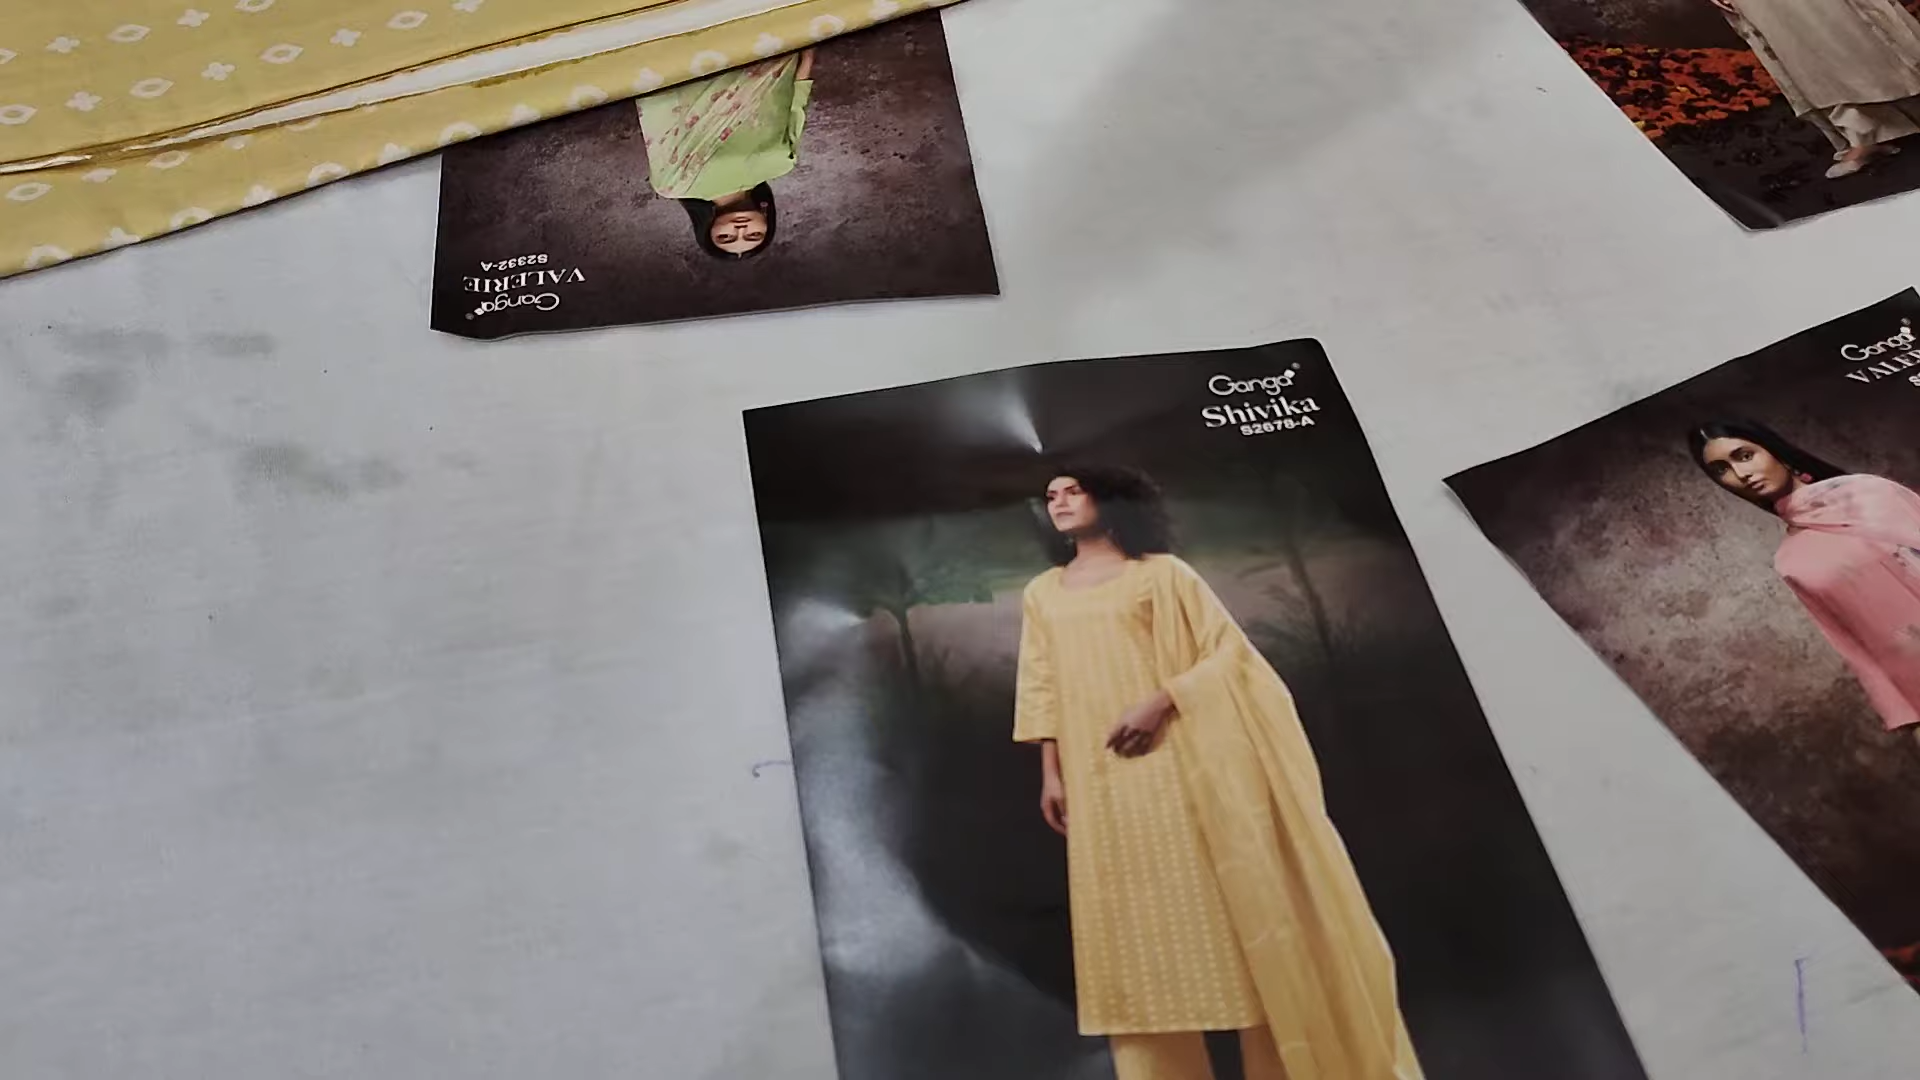 Ganga
VALERIE
S2332-A
Ganga
Shivika
S2678-A
Ganga